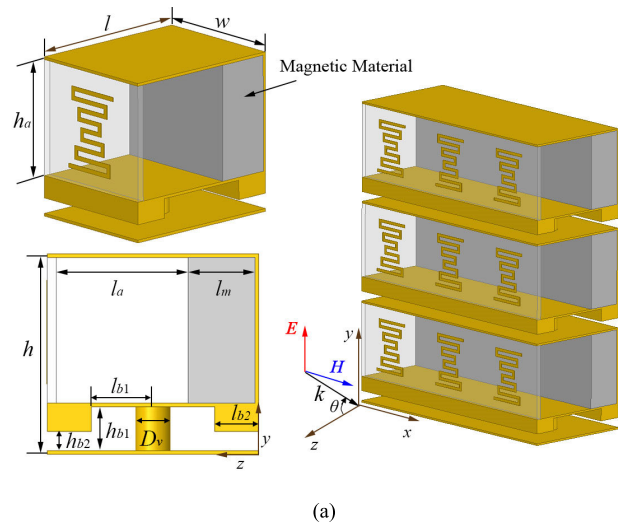 l
w
Magnetic Material
ha
la
lm
h
lb1
lb2
hb2
hb1
Dv
y
z
E
H
k
θ
y
x
z
(a)